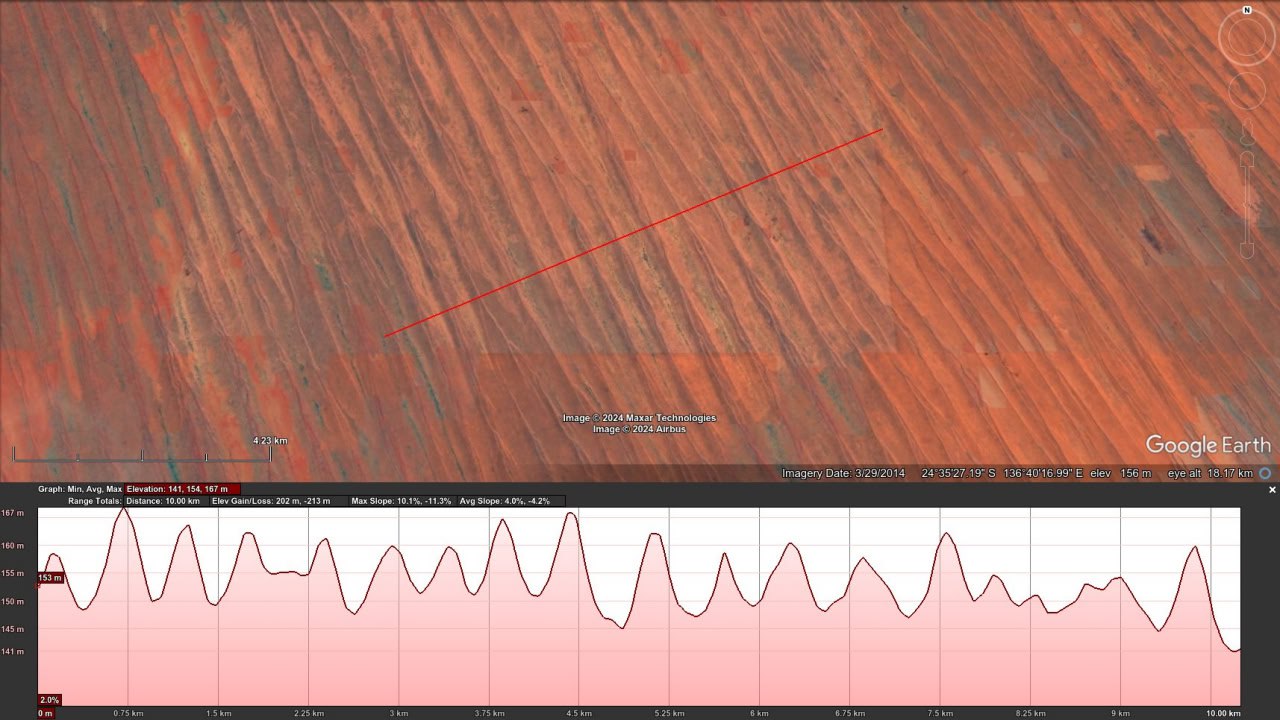 N
4.23 km
Image © 2024 Maxar Technologies
Image © 2024 Airbus
Google Earth
Imagery Date: 3/29/2014 24°35'27.19" S 136°40'16.99" E elev 156 m eye alt 18.17 km
Graph: Min, Avg, Max Elevation: 141, 154, 167 m
Range Totals: Distance: 10.00 km Elev Gain/Loss: 202 m, -213 m Max Slope: 10.1%, -11.3% Avg Slope: 4.0%, -4.2%
167 m
160 m
155 m
153 m
150 m
145 m
141 m
2.0%
0 m 0.75 km 1.5 km 2.25 km 3 km 3.75 km 4.5 km 5.25 km 6 km 6.75 km 7.5 km 8.25 km 9 km 10.00 km